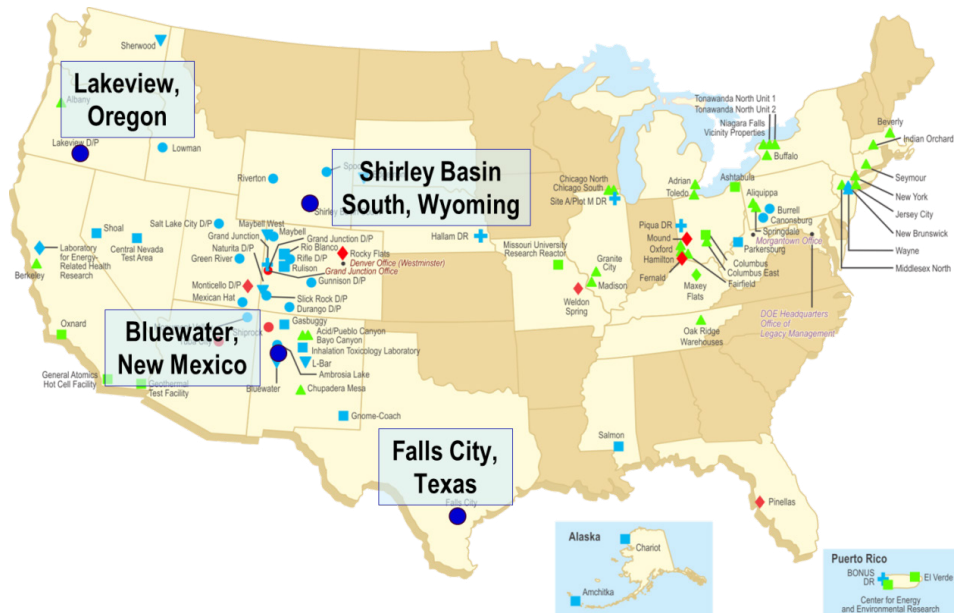 Sherwood
Lakeview,
Oregon
Albany
Lakeview D/P
Lowman
Riverton
Shirley Basin
South, Wyoming
Salt Lake City D/P
Maybell West
Maybell
Grand Junction
Grand Junction D/P
Rio Blanco
Naturita D/P
Rifle D/P
Green River
Rulison
Rocky Flats
Denver Office (Westminster)
Grand Junction Office
Gunnison D/P
Monticello D/P
Mexican Hat
Slick Rock D/P
Durango D/P
Shoal
Central Nevada
Test Area
Laboratory
for Energy-
Related Health
Research
Berkeley
Oxnard
General Atomics
Hot Cell Facility
Geothermal
Test Facility
Bluewater,
New Mexico
Shiprock
Gasbuggy
Acid/Pueblo Canyon
Bayo Canyon
Inhalation Toxicology Laboratory
L-Bar
Ambrosia Lake
Bluewater
Chupadera Mesa
Gnome-Coach
Falls City,
Texas
Falls City
Hallam DR
Missouri University
Research Reactor
Weldon
Spring
Granite
City
Madison
Chicago North
Chicago South
Site A/Plot M DR
Adrian
Toledo
Ashtabula
Piqua DR
Mound
Oxford
Hamilton
Fernald
Maxey
Flats
Fairfield
Columbus East
Columbus
Parkersburg
Morgantown Office
Springdale
Canonsburg
Burrell
Aliquippa
Tonawanda North Unit 1
Tonawanda North Unit 2
Niagara Falls
Vicinity Properties
Buffalo
Beverly
Indian Orchard
Seymour
New York
Jersey City
New Brunswick
Wayne
Middlesex North
DOE Headquarters
Office of
Legacy Management
Oak Ridge
Warehouses
Salmon
Pinellas
Alaska
Chariot
Amchitka
Puerto Rico
BONUS
DR
El Verde
Center for Energy
and Environmental Research